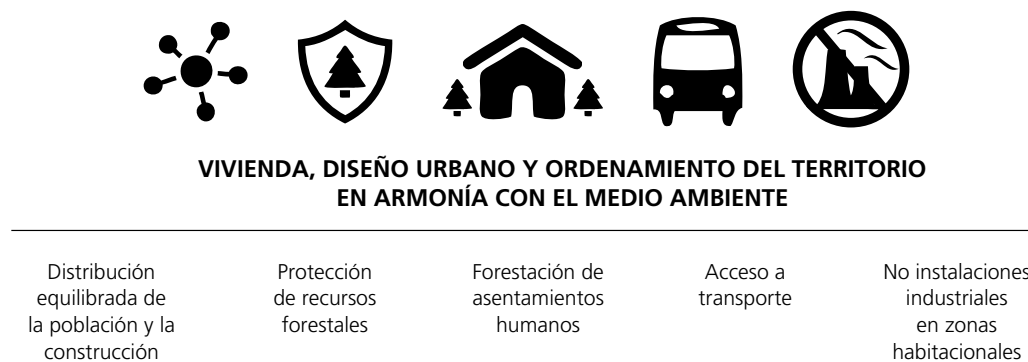 VIVIENDA, DISEÑO URBANO Y ORDENAMIENTO DEL TERRITORIO
EN ARMONÍA CON EL MEDIO AMBIENTE
Distribución
equilibrada de
la población y la
construcción
Protección
de recursos
forestales
Forestación de
asentamientos
humanos
Acceso a
transporte
No instalaciones
industriales
en zonas
habitacionales